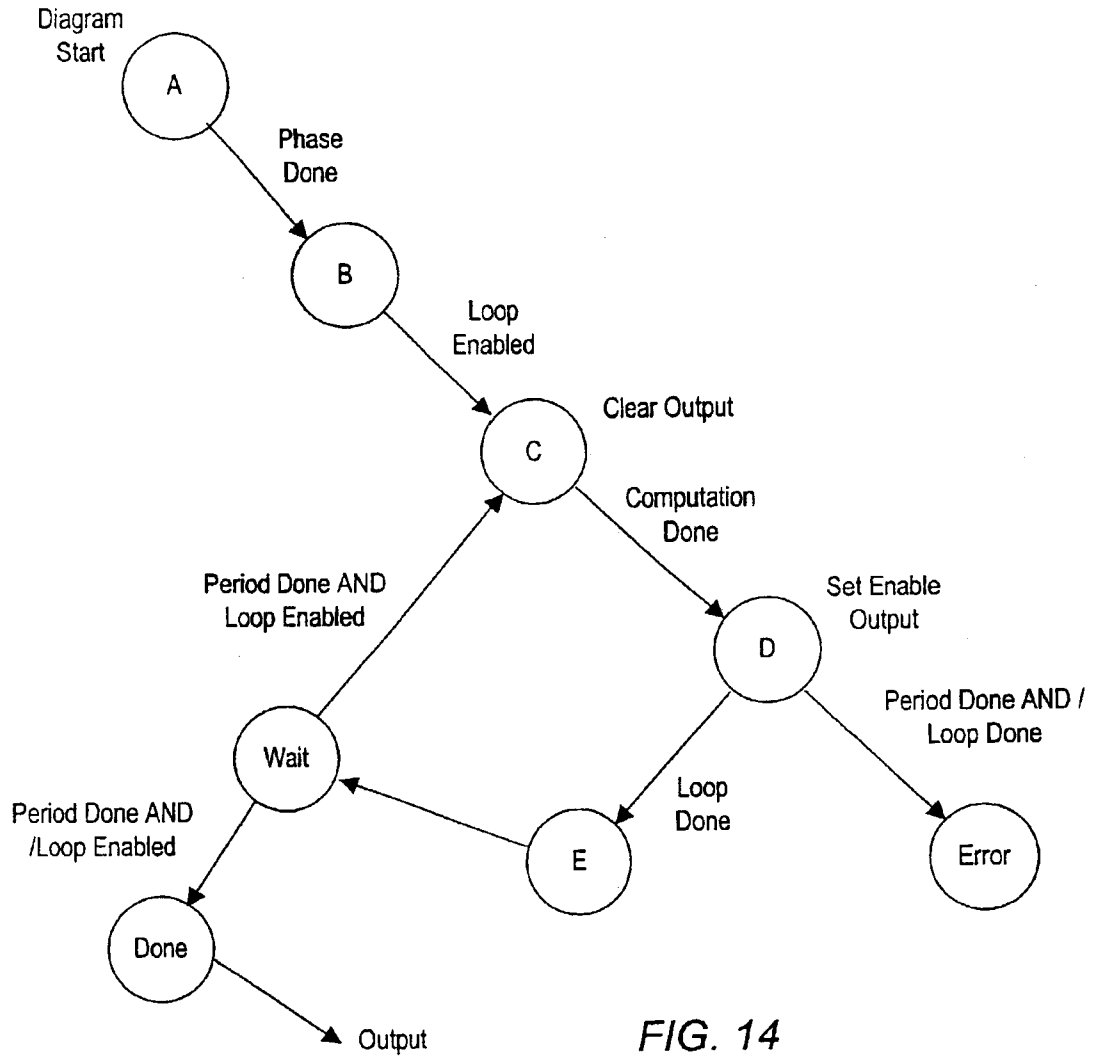 Diagram
Start
A
Phase
Done
B
Loop
Enabled
Clear Output
C
Computation
Done
Period Done AND
Loop Enabled
Set Enable
Output
D
Period Done AND /
Loop Done
Wait
Loop
Done
Period Done AND
/Loop Enabled
E
Error
Done
Output
FIG. 14